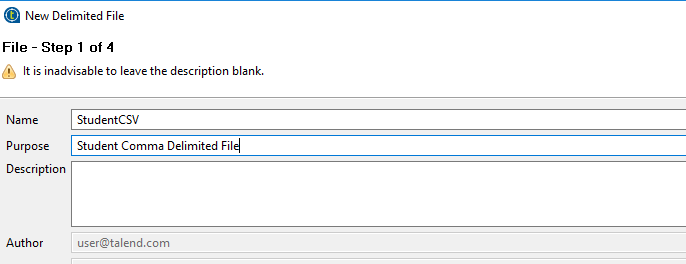 New Delimited File
File - Step 1 of 4
It is inadvisable to leave the description blank.
Name StudentCSV
Purpose Student Comma Delimited File
Description
Author user@talend.com